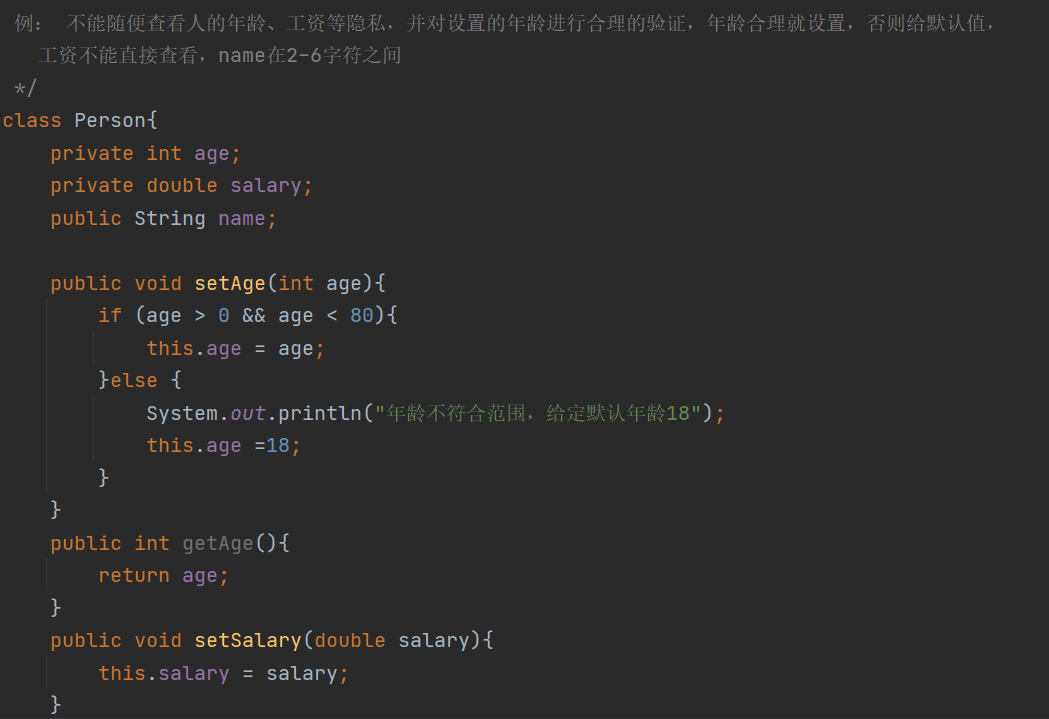 例： 不能随便查看人的年龄、工资等隐私，并对设置的年龄进行合理的验证，年龄合理就设置，否则给默认值，
工资不能直接查看，name在2-6字符之间
*/
class Person{
private int age;
private double salary;
public String name;
public void setAge(int age){
if (age > 0 && age < 80){
this.age = age;
}else {
System.out.println("年龄不符合范围，给定默认年龄18");
this.age =18;
}
}
public int getAge(){
return age;
}
public void setSalary(double salary){
this.salary = salary;
}